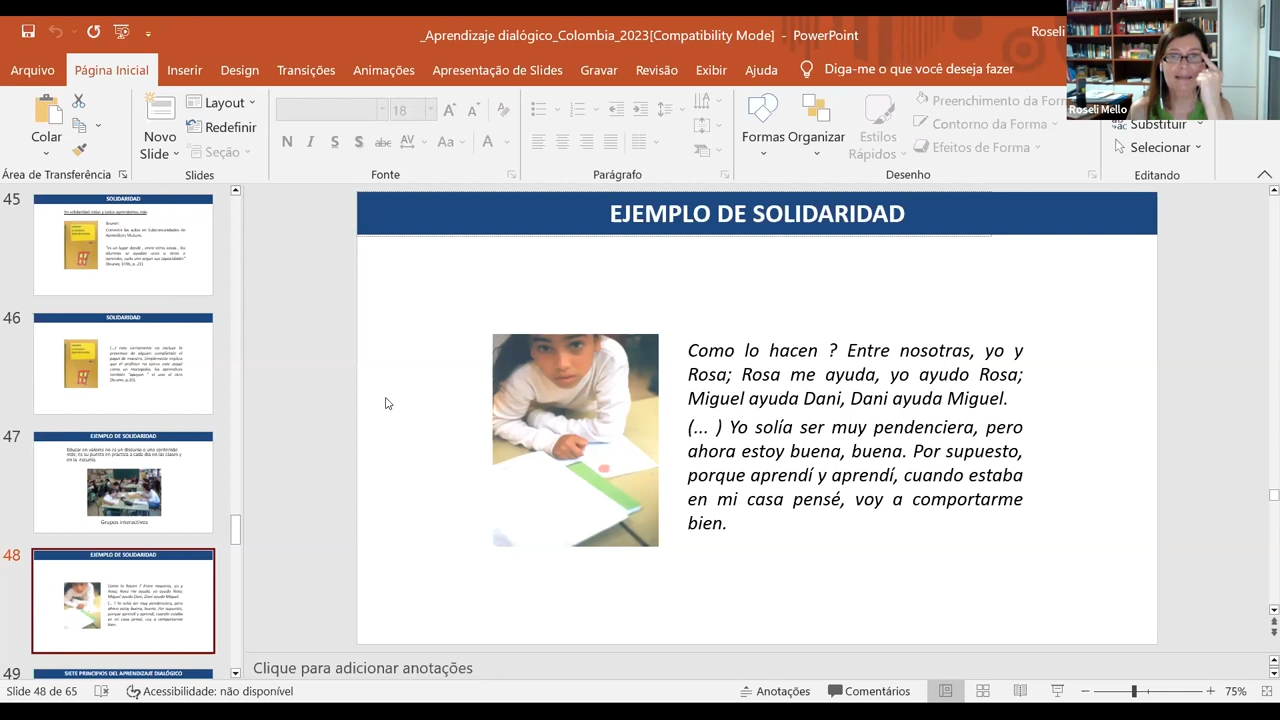 _Aprendizaje dialógico_Colombia_2023[Compatibility Mode] - PowerPoint
Roseli
Roseli Mello
Arquivo
Página Inicial
Inserir
Design
Transições
Animações
Apresentação de Slides
Gravar
Revisão
Exibir
Ajuda
Diga-me o que você deseja fazer
Colar
Área de Transferência
Novo
Slide
Layout
Redefinir
Seção
Slides
18
Fonte
Parágrafo
Formas
Organizar
Estilos
Rápidos
Preenchimento da Form
Contorno da Forma
Efeitos de Forma
Desenho
Substituir
Selecionar
Editando
45
SOLIDARIDAD
46
SOLIDARIDAD
47
EJEMPLO DE SOLIDARIDAD
Grupos interactivos
48
EJEMPLO DE SOLIDARIDAD
49
SIETE PRINCIPIOS DEL APRENDIZAJE DIALÓGICO
EJEMPLO DE SOLIDARIDAD
Como lo hacen ? Entre nosotras, yo y
Rosa; Rosa me ayuda, yo ayudo Rosa;
Miguel ayuda Dani, Dani ayuda Miguel.
(... ) Yo solía ser muy pendenciera, pero
ahora estoy buena, buena. Por supuesto,
porque aprendí y aprendí, cuando estaba
en mi casa pensé, voy a comportarme
bien.
Clique para adicionar anotações
Slide 48 de 65
Acessibilidade: não disponível
Anotações
Comentários
75%